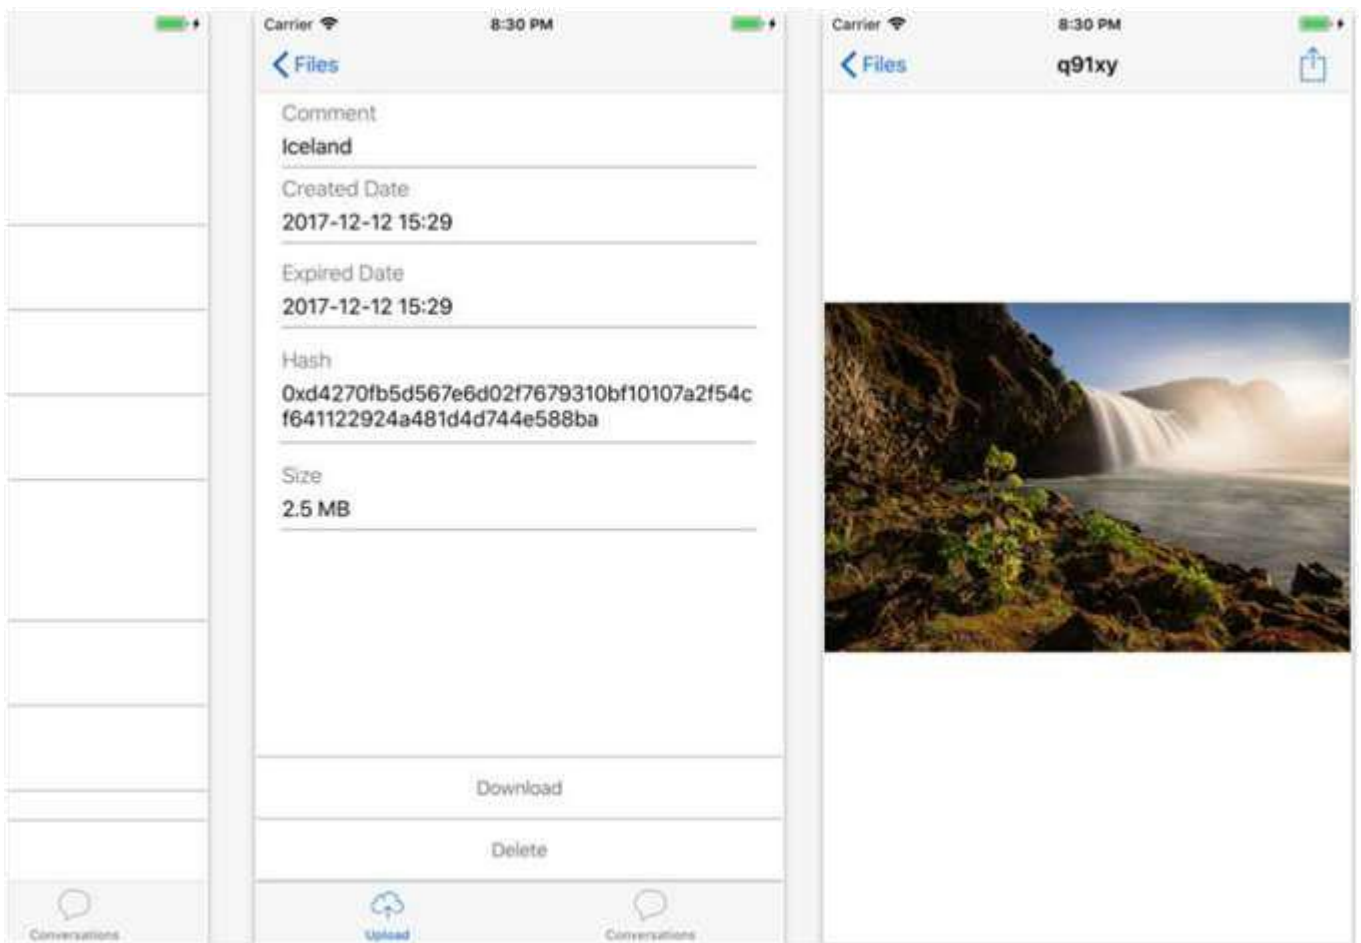 Carrier 8:30 PM
Files
Comment
Iceland
Created Date
2017-12-12 15:29
Expired Date
2017-12-12 15:29
Hash
0xd4270fb5d567e6d02f7679310bf10107a2f54c
f641122924a481d4d744e588ba
Size
2.5 MB
Download
Delete
Conversations
Upload Conversations
Carrier 8:30 PM
Files q91xy